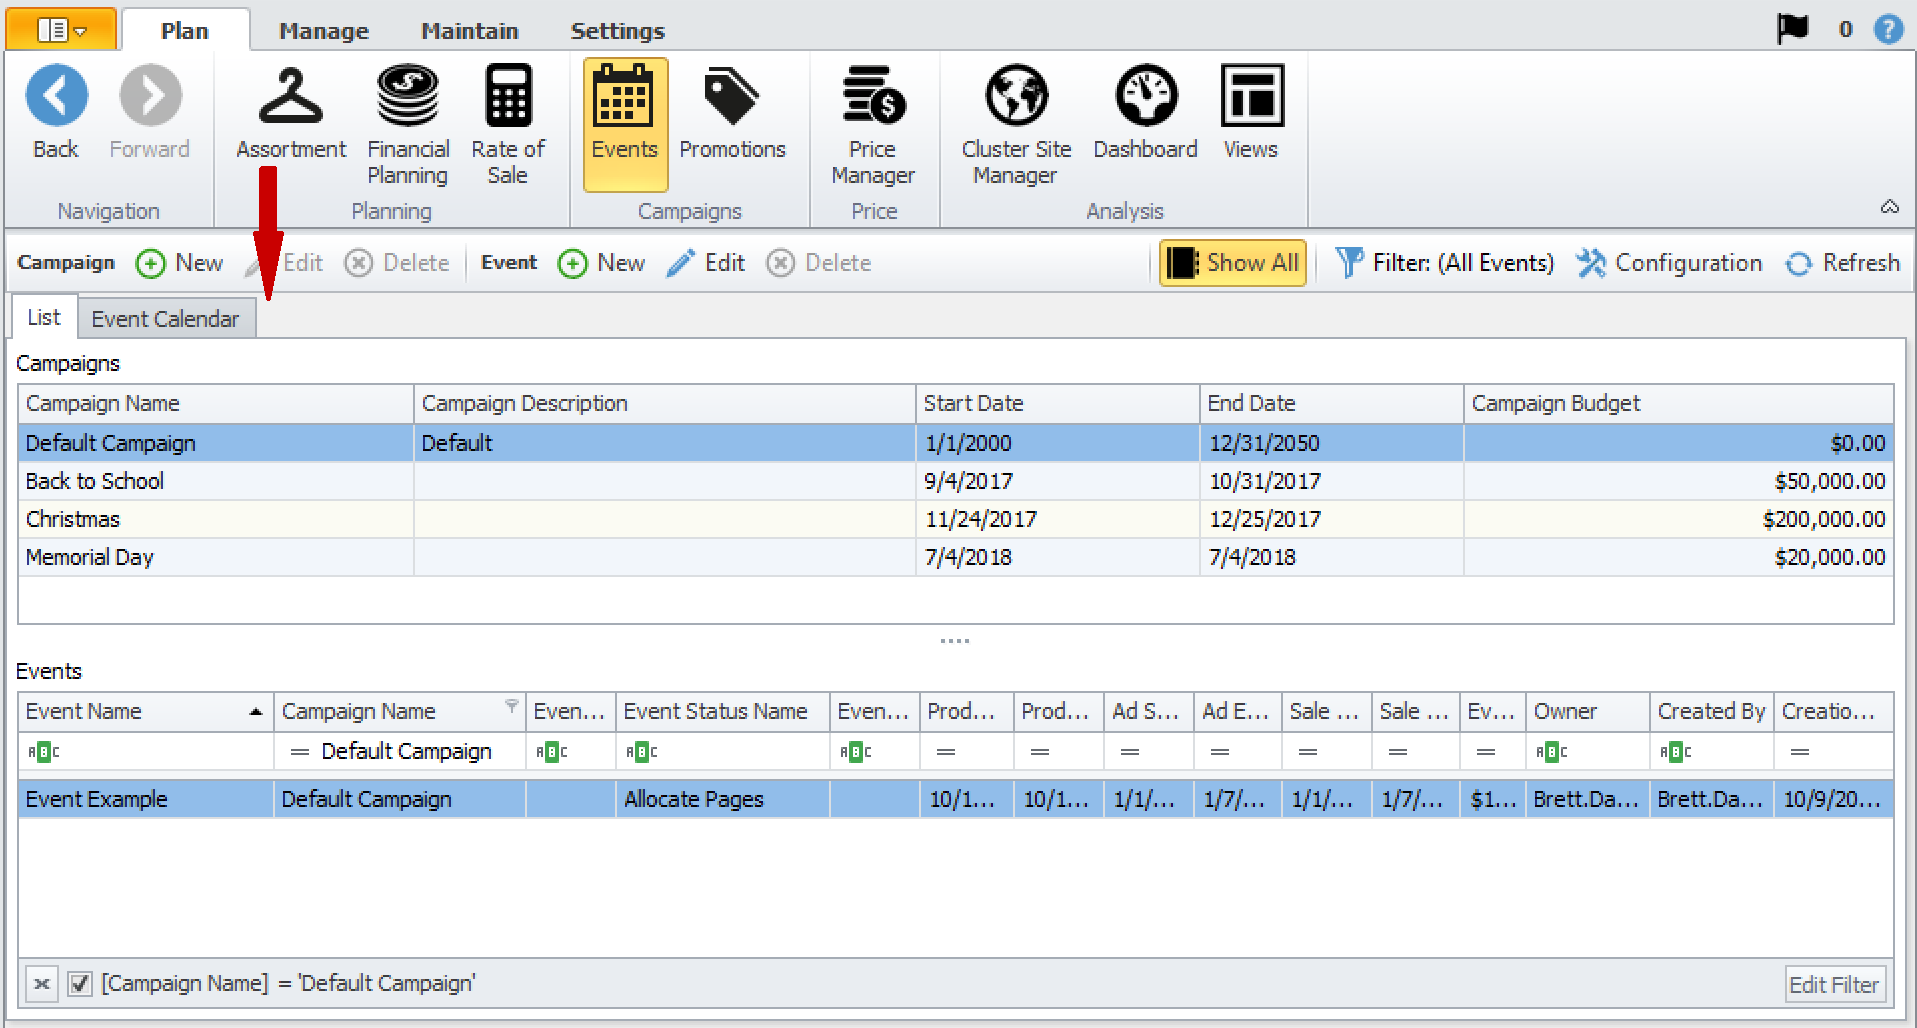 Plan Manage Maintain Settings 0 ?
Back Forward Assortment Financial Planning Rate of Sale Events Promotions Price Manager Cluster Site Manager Dashboard Views
Navigation Planning Campaigns Price Analysis
Campaign New Edit Delete Event New Edit Delete Show All Filter: (All Events) Configuration Refresh
List Event Calendar
Campaigns
Campaign Name Campaign Description Start Date End Date Campaign Budget
Default Campaign Default 1/1/2000 12/31/2050 $0.00
Back to School 9/4/2017 10/31/2017 $50,000.00
Christmas 11/24/2017 12/25/2017 $200,000.00
Memorial Day 7/4/2018 7/4/2018 $20,000.00
Events
Event Name Campaign Name Even... Event Status Name Even... Prod... Prod... Ad S... Ad E... Sale ... Sale ... Ev... Owner Created By Creatio...
ABC = Default Campaign ABC ABC ABC = = = = = = = ABC ABC =
Event Example Default Campaign Allocate Pages 10/1... 10/1... 1/1/... 1/7/... 1/1/... 1/7/... $1... Brett.Da... Brett.Da... 10/9/20...
[Campaign Name] = 'Default Campaign' Edit Filter